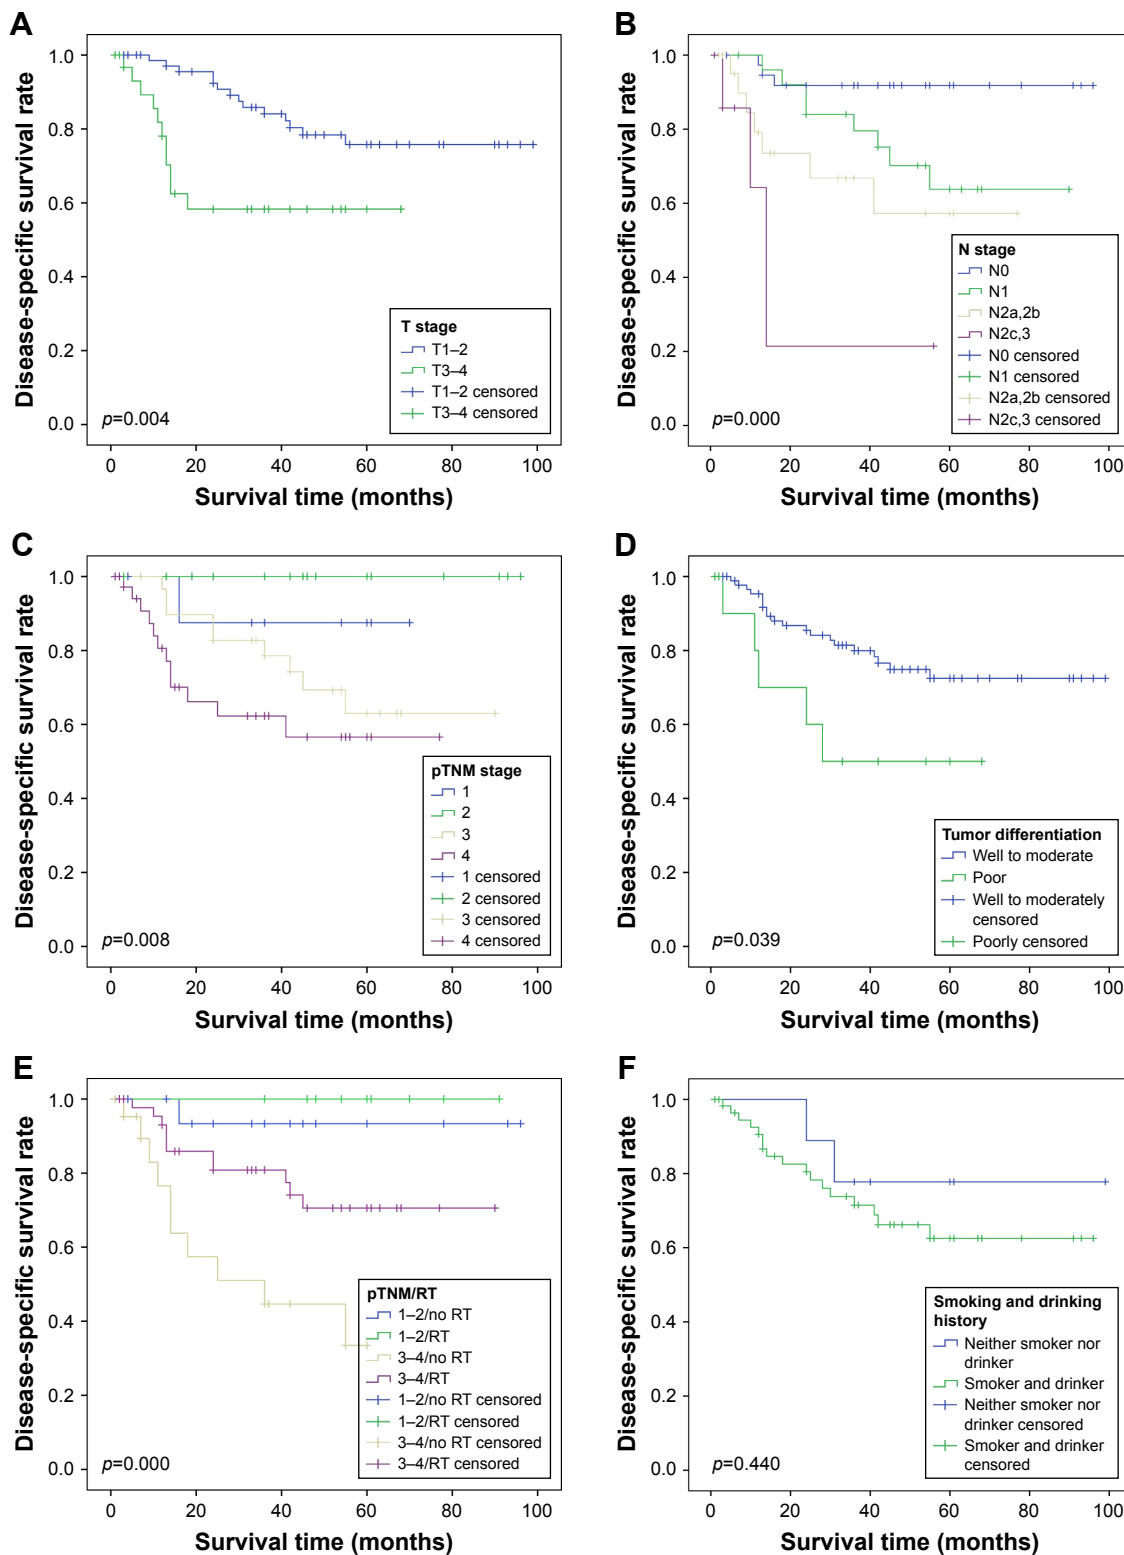 A
Disease-specific survival rate
1.0
0.8
0.6
0.4
0.2
0.0
T stage
T1–2
T3–4
T1–2 censored
T3–4 censored
p=0.004
0 20 40 60 80 100
Survival time (months)
B
Disease-specific survival rate
1.0
0.8
0.6
0.4
0.2
0.0
N stage
N0
N1
N2a,2b
N2c,3
N0 censored
N1 censored
N2a,2b censored
N2c,3 censored
p=0.000
0 20 40 60 80 100
Survival time (months)
C
Disease-specific survival rate
1.0
0.8
0.6
0.4
0.2
0.0
pTNM stage
1
2
3
4
1 censored
2 censored
3 censored
4 censored
p=0.008
0 20 40 60 80 100
Survival time (months)
D
Disease-specific survival rate
1.0
0.8
0.6
0.4
0.2
0.0
Tumor differentiation
Well to moderate
Poor
Well to moderately
censored
Poorly censored
p=0.039
0 20 40 60 80 100
Survival time (months)
E
Disease-specific survival rate
1.0
0.8
0.6
0.4
0.2
0.0
pTNM/RT
1–2/no RT
1–2/RT
3–4/no RT
3–4/RT
1–2/no RT censored
1–2/RT censored
3–4/no RT censored
3–4/RT censored
p=0.000
0 20 40 60 80 100
Survival time (months)
F
Disease-specific survival rate
1.0
0.8
0.6
0.4
0.2
0.0
Smoking and drinking
history
Neither smoker nor
drinker
Smoker and drinker
Neither smoker nor
drinker censored
Smoker and drinker
censored
p=0.440
0 20 40 60 80 100
Survival time (months)